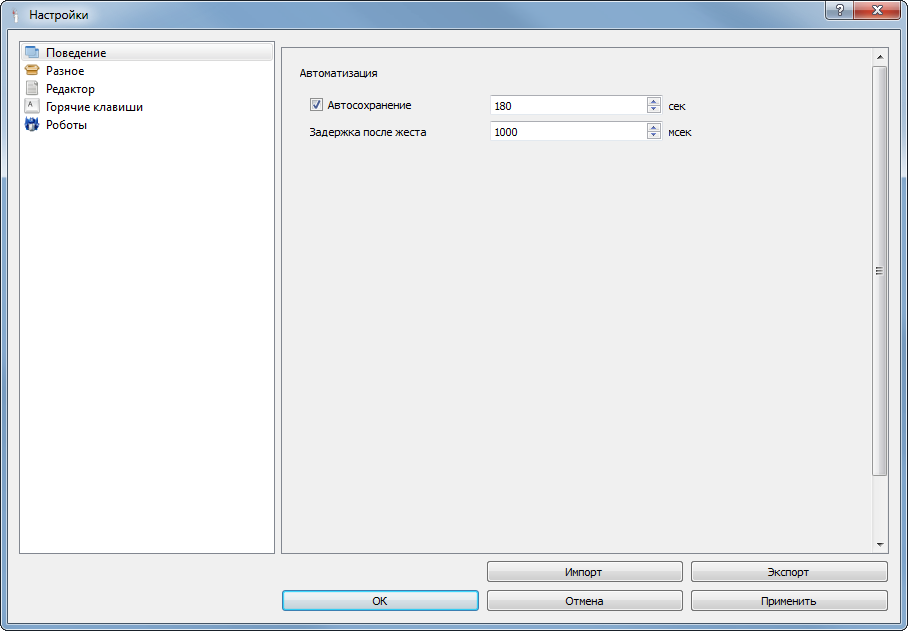 Настройки
?
Поведение
Разное
Редактор
A Горячие клавиши
Роботы
Автоматизация
Автосохранение 180 сек
Задержка после жеста 1000 мсек
Импорт Экспорт
ОК Отмена Применить